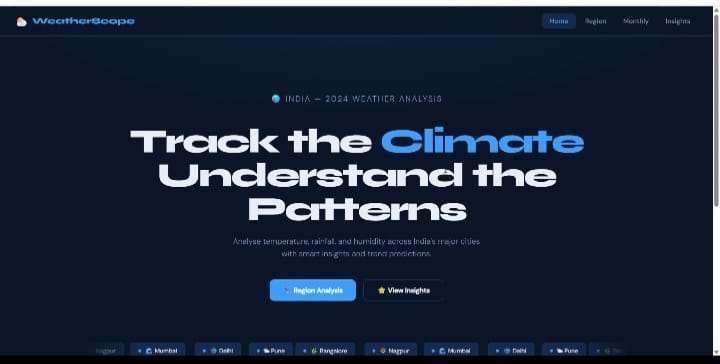 WeatherScope
Home Region Monthly Insights
INDIA — 2024 WEATHER ANALYSIS
Track the Climate
Understand the
Patterns
Analyse temperature, rainfall, and humidity across India's major cities
with smart insights and trend predictions.
Region Analysis View Insights
Nagpur Mumbai Delhi Pune Bangalore Nagpur Mumbai Delhi Pune Delhi